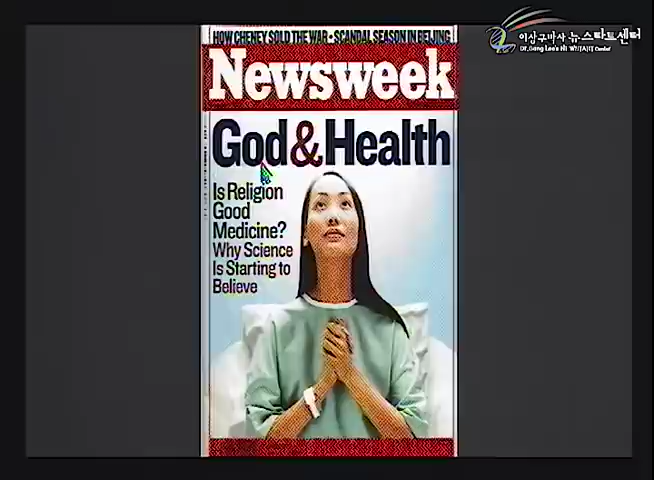 HOW CHENEY SOLD THE WAR • SCANDAL SEASON IN BEIJING
이상구박사 뉴스타트센터
Newsweek
God & Health
Is Religion
Good
Medicine?
Why Science
Is Starting to
Believe